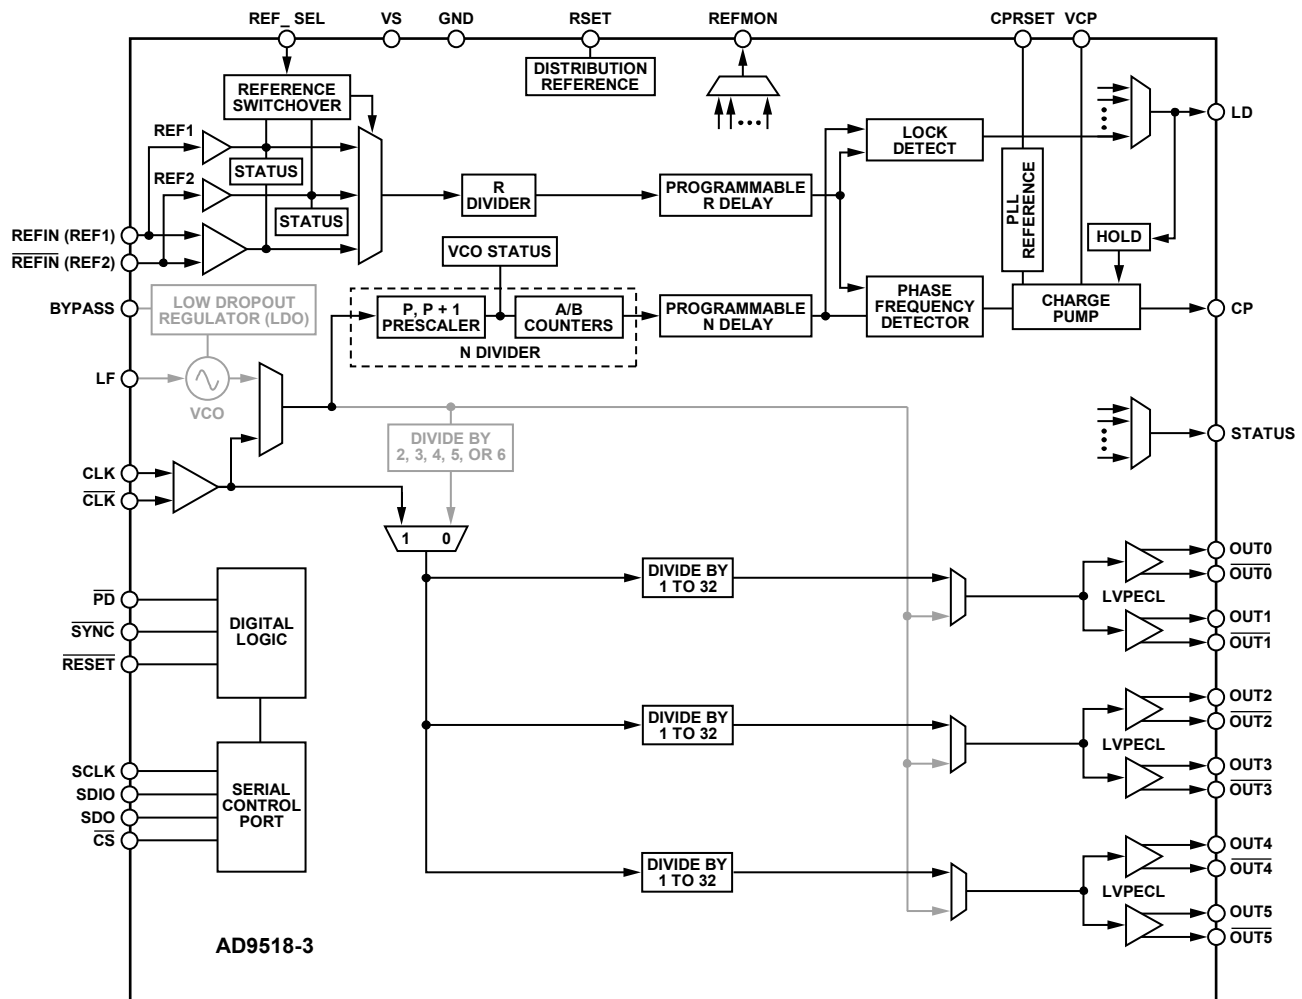 REF_ SEL
VS
GND
RSET
REFMON
CPRSET
VCP
DISTRIBUTION
REFERENCE
REFERENCE
SWITCHOVER
REF1
STATUS
REF2
STATUS
R
DIVIDER
PROGRAMMABLE
R DELAY
LOCK
DETECT
PLL
REFERENCE
HOLD
LD
REFIN (REF1)
REFIN (REF2)
BYPASS
LOW DROPOUT
REGULATOR (LDO)
VCO STATUS
P, P + 1
PRESCALER
A/B
COUNTERS
N DIVIDER
PROGRAMMABLE
N DELAY
PHASE
FREQUENCY
DETECTOR
CHARGE
PUMP
CP
LF
VCO
DIVIDE BY
2, 3, 4, 5, OR 6
STATUS
CLK
CLK
1 0
DIVIDE BY
1 TO 32
LVPECL
OUT0
OUT0
OUT1
OUT1
PD
SYNC
RESET
DIGITAL
LOGIC
DIVIDE BY
1 TO 32
LVPECL
OUT2
OUT2
OUT3
OUT3
SCLK
SDIO
SDO
CS
SERIAL
CONTROL
PORT
DIVIDE BY
1 TO 32
LVPECL
OUT4
OUT4
OUT5
OUT5
AD9518-3